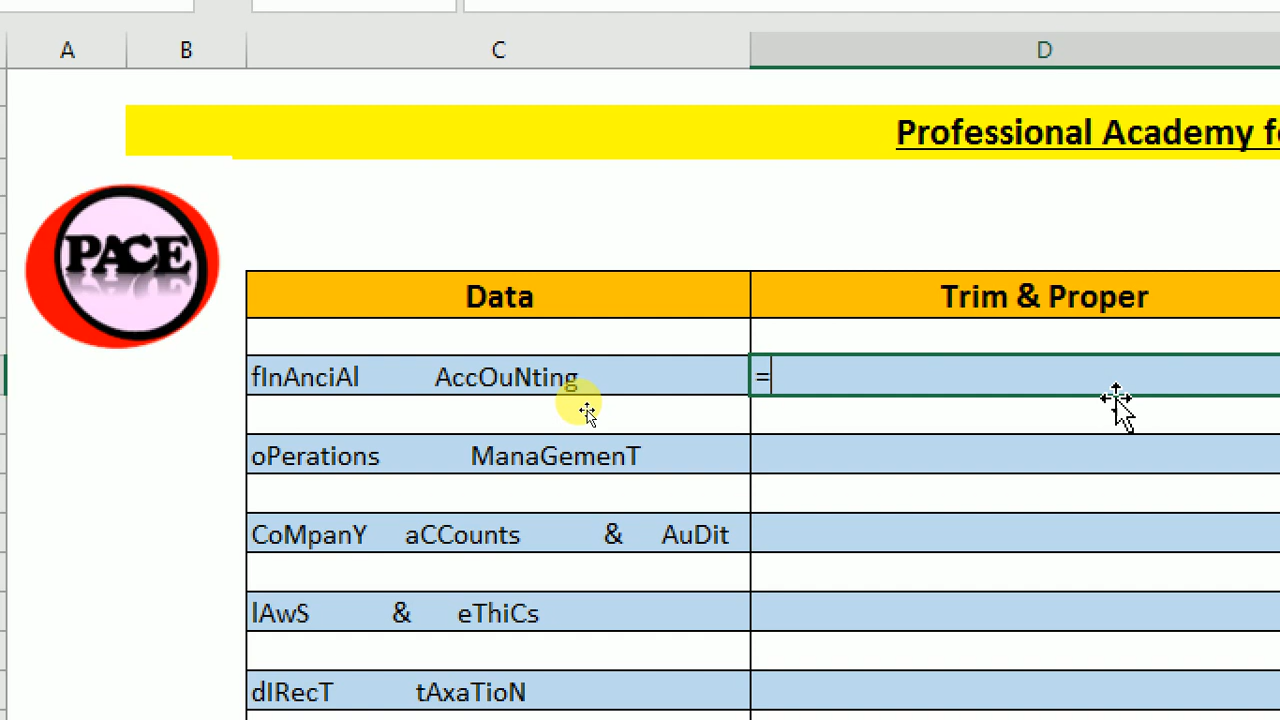 A B C D
Professional Academy f
PACE
Data Trim & Proper
fInAnciAl AccOuNting =
oPerations ManaGemenT
CoMpanY aCCounts & AuDit
lAwS & eThiCs
dIRecT tAxaTioN